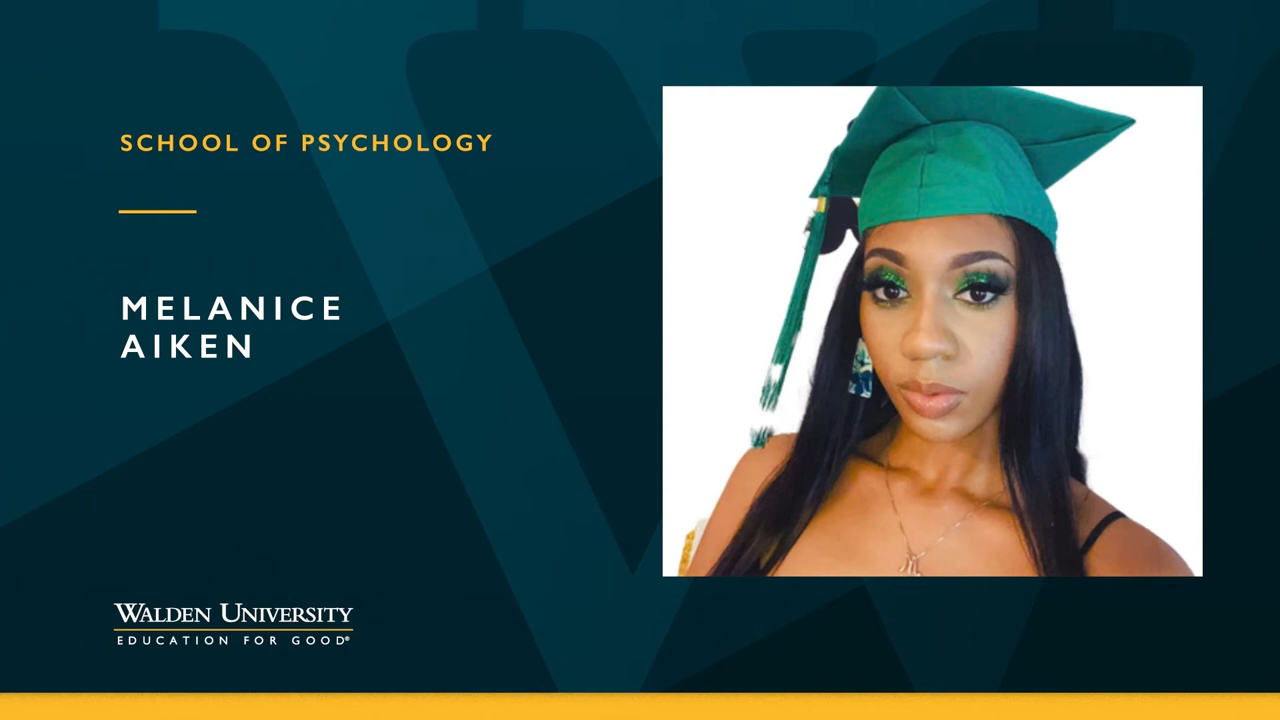 SCHOOL OF PSYCHOLOGY
MELANICE
AIKEN
WALDEN UNIVERSITY
EDUCATION FOR GOOD®